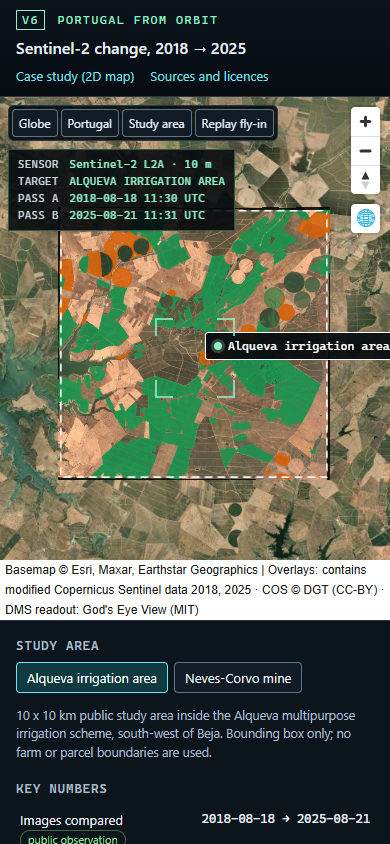 V6 PORTUGAL FROM ORBIT
Sentinel-2 change, 2018 → 2025
Case study (2D map) Sources and licences
Globe Portugal Study area Replay fly-in
SENSOR Sentinel-2 L2A · 10 m
TARGET ALQUEVA IRRIGATION AREA
PASS A 2018-08-18 11:30 UTC
PASS B 2025-08-21 11:31 UTC
Alqueva irrigation area
Basemap © Esri, Maxar, Earthstar Geographics | Overlays: contains
modified Copernicus Sentinel data 2018, 2025 · COS © DGT (CC-BY) ·
DMS readout: God's Eye View (MIT)
STUDY AREA
Alqueva irrigation area Neves-Corvo mine
10 x 10 km public study area inside the Alqueva multipurpose
irrigation scheme, south-west of Beja. Bounding box only; no
farm or parcel boundaries are used.
KEY NUMBERS
Images compared 2018-08-18 → 2025-08-21
public observation